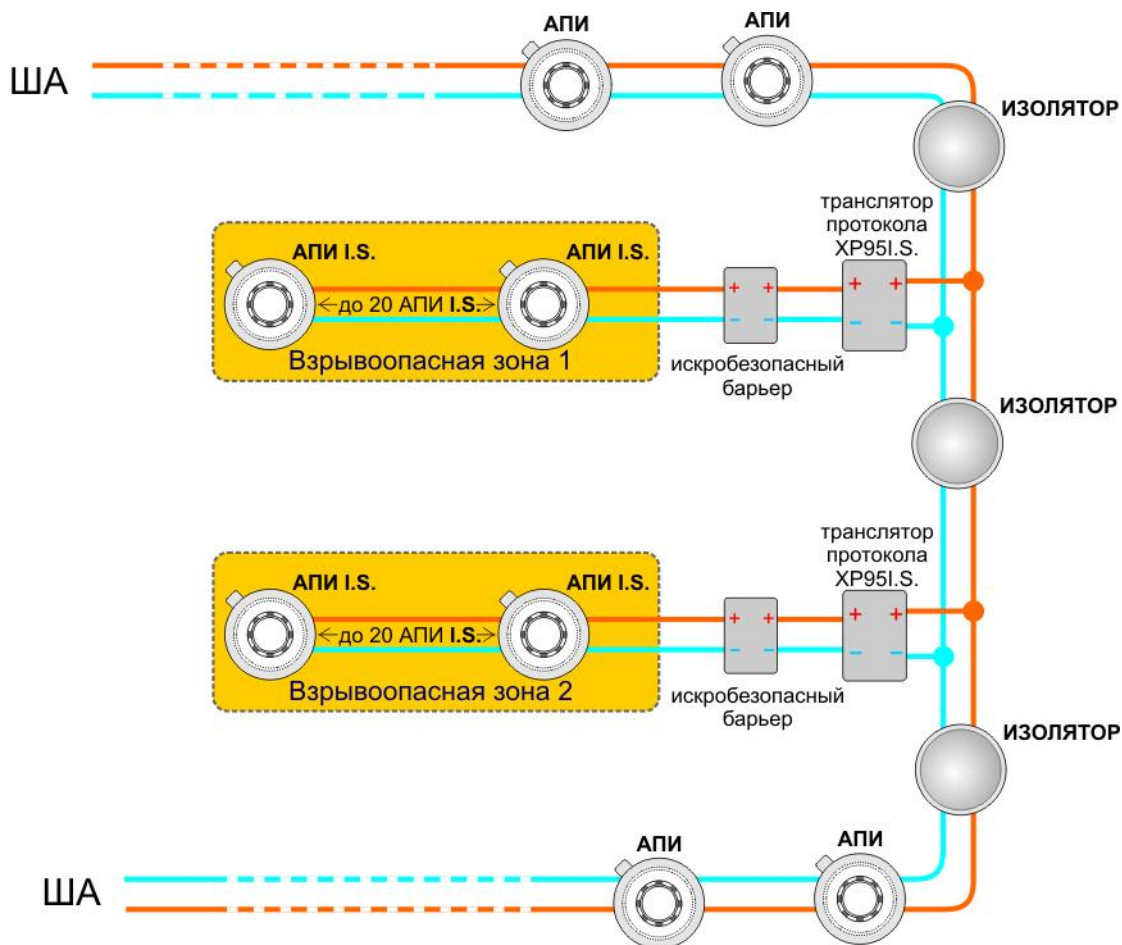 АПИ
АПИ
ША
ИЗОЛЯТОР
транслятор
протокола
XP95I.S.
АПИ I.S.
АПИ I.S.
+ +
+ +
←до 20 АПИ I.S.→
– –
– –
Взрывоопасная зона 1
искробезопасный
барьер
ИЗОЛЯТОР
транслятор
протокола
XP95I.S.
АПИ I.S.
АПИ I.S.
+ +
+ +
←до 20 АПИ I.S.→
– –
– –
Взрывоопасная зона 2
искробезопасный
барьер
ИЗОЛЯТОР
АПИ
АПИ
ША